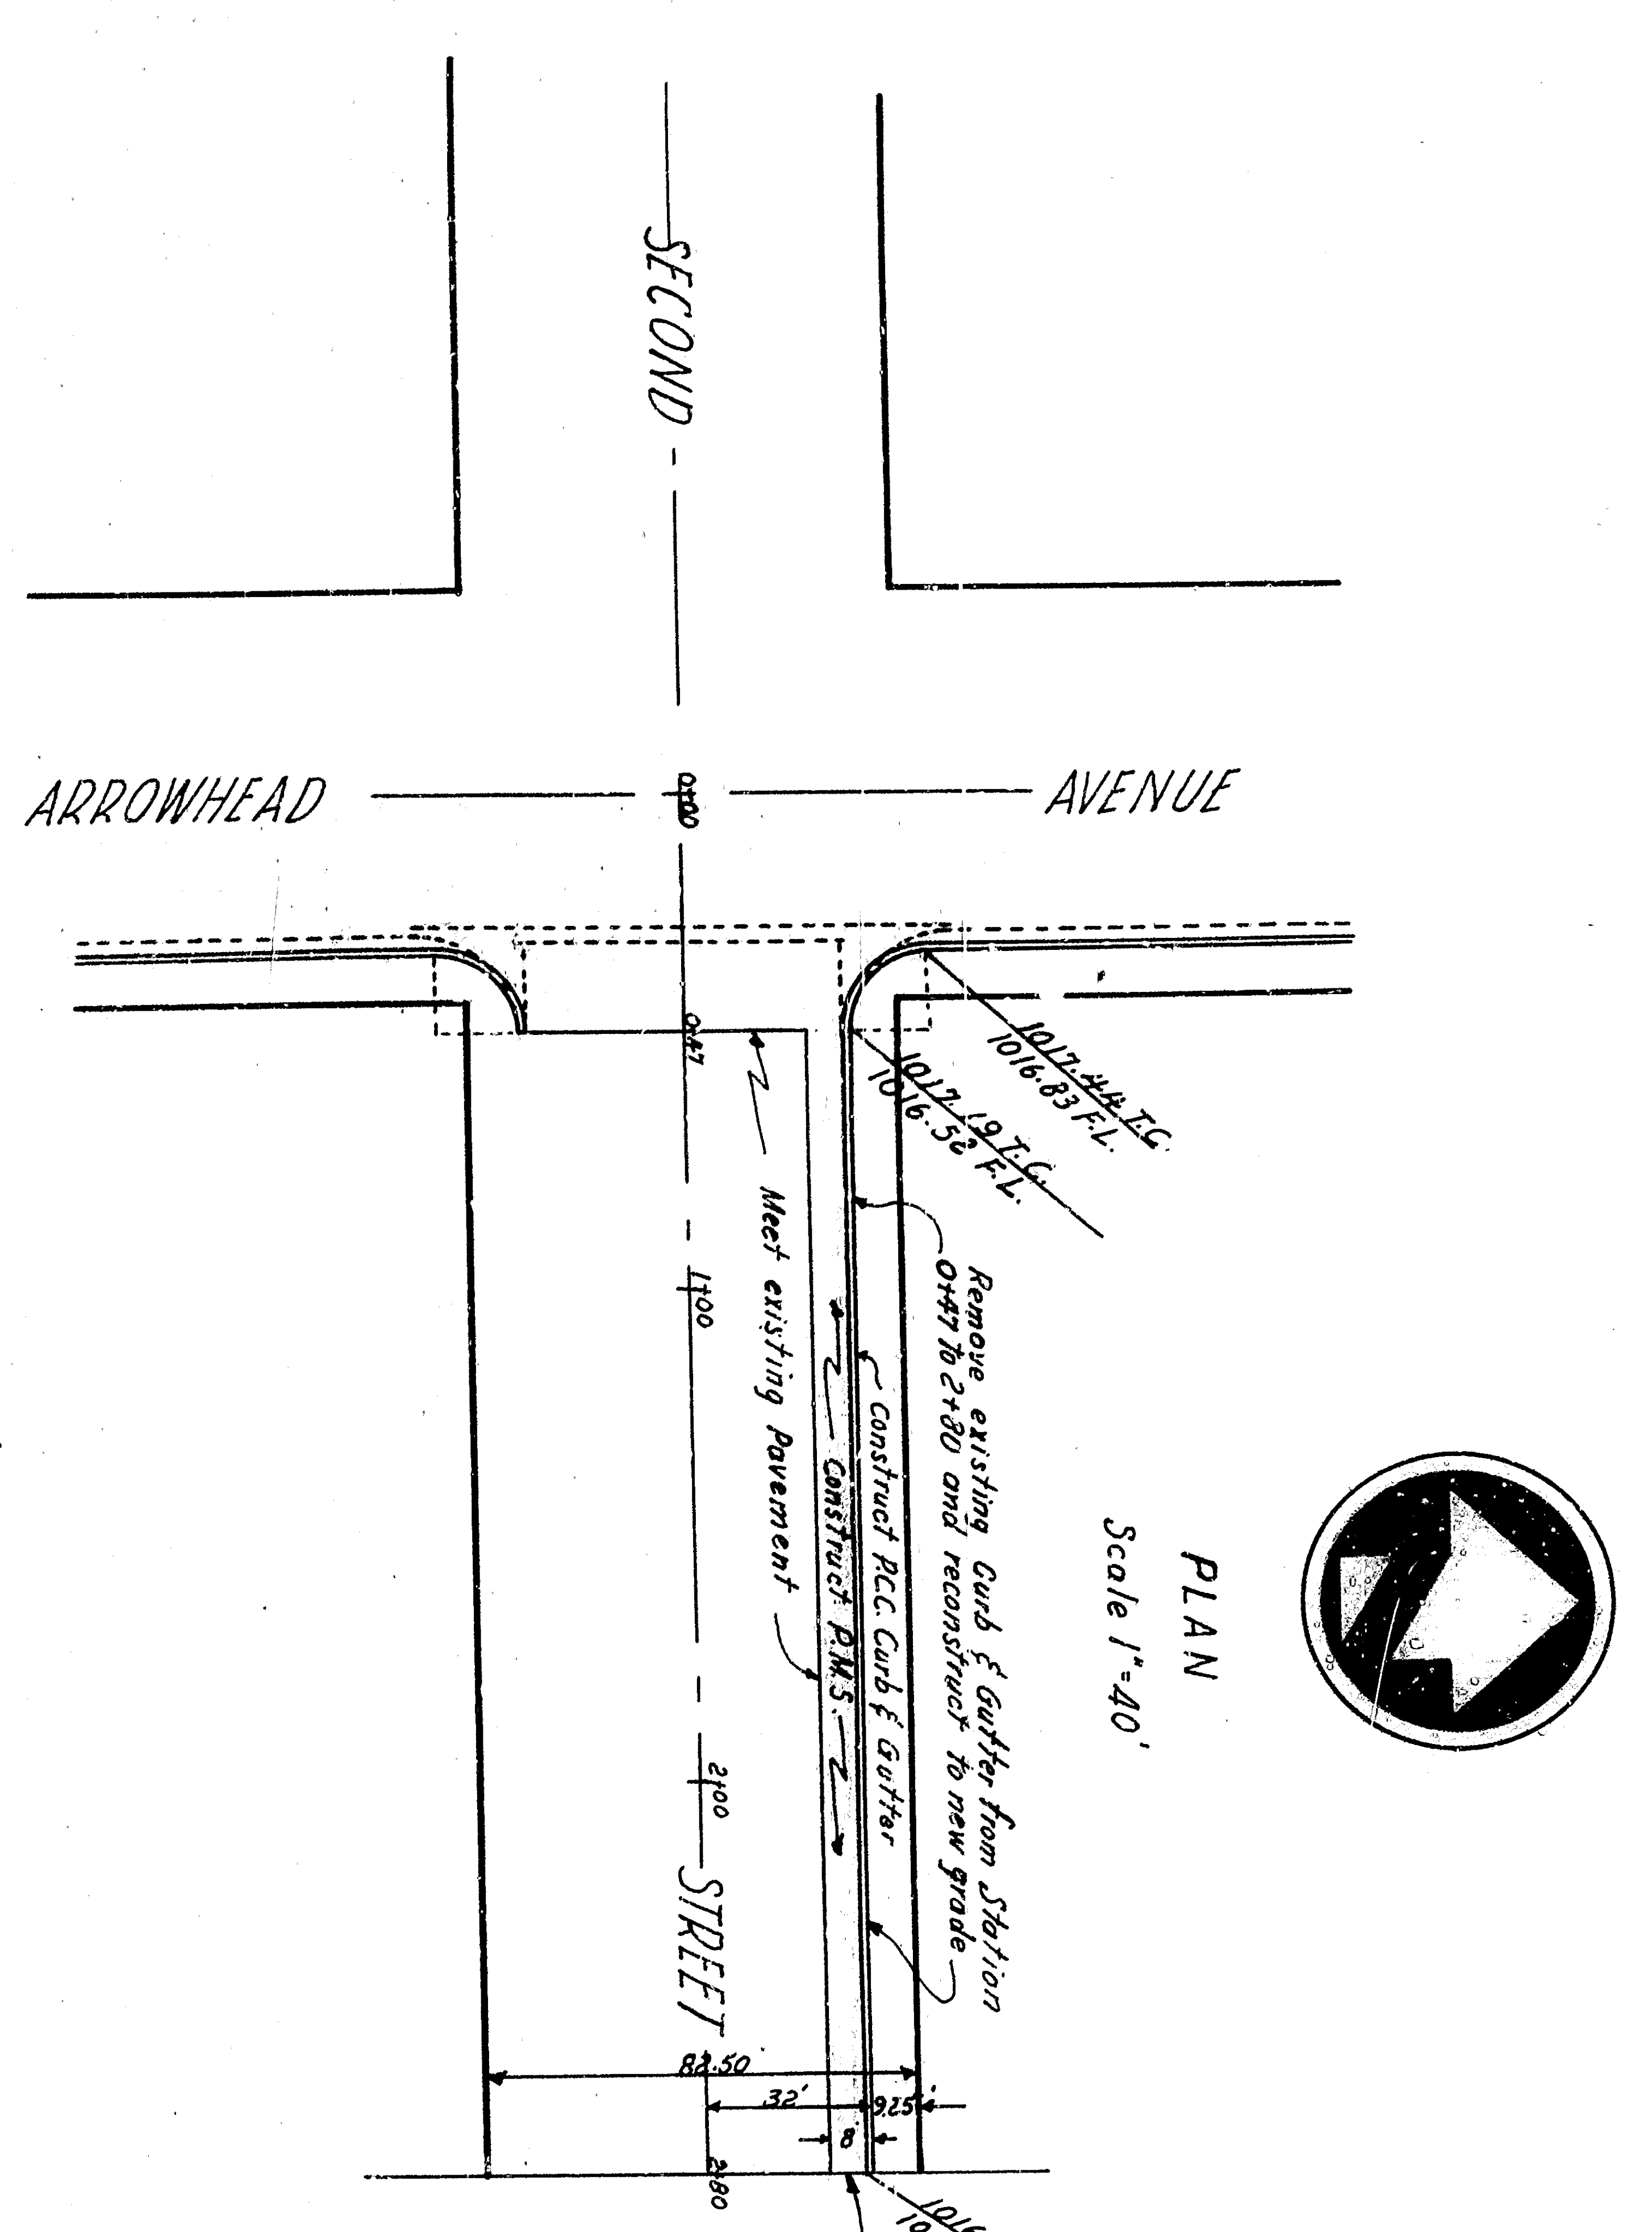 SECOND
ARROWHEAD AVENUE
0+00
0+47
1017.44 T.C.
1016.83 F.L.
1017.19 T.C.
1016.52 F.L.
Remove existing Curb & Gutter from Station
0+47 to 2+80 and reconstruct to new grade
Construct P.C.C. Curb & Gutter
Construct P.M.S.
Meet existing Pavement
1+00
2+00
STREET
PLAN
Scale 1"=40'
82.50
32'
9.25'
8'
2+80